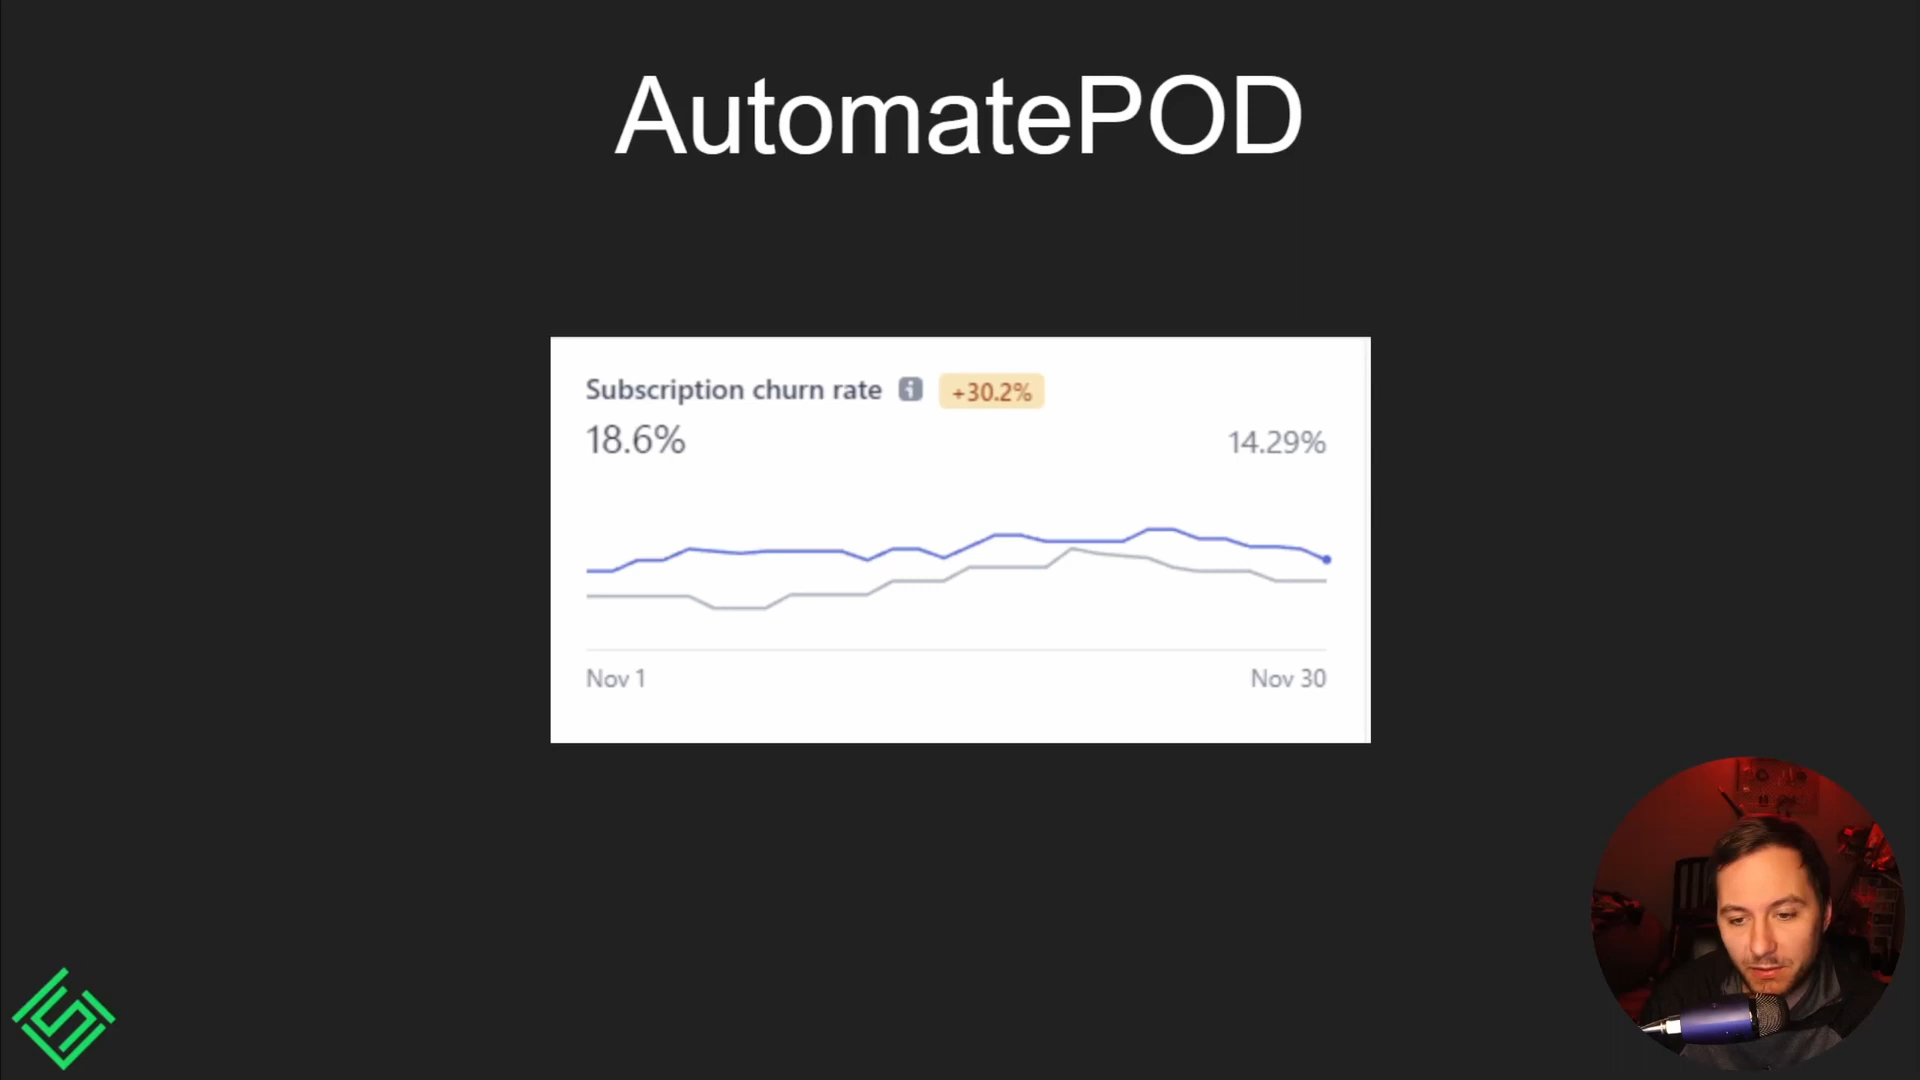 AutomatePOD
Subscription churn rate i +30.2%
18.6% 14.29%
Nov 1 Nov 30